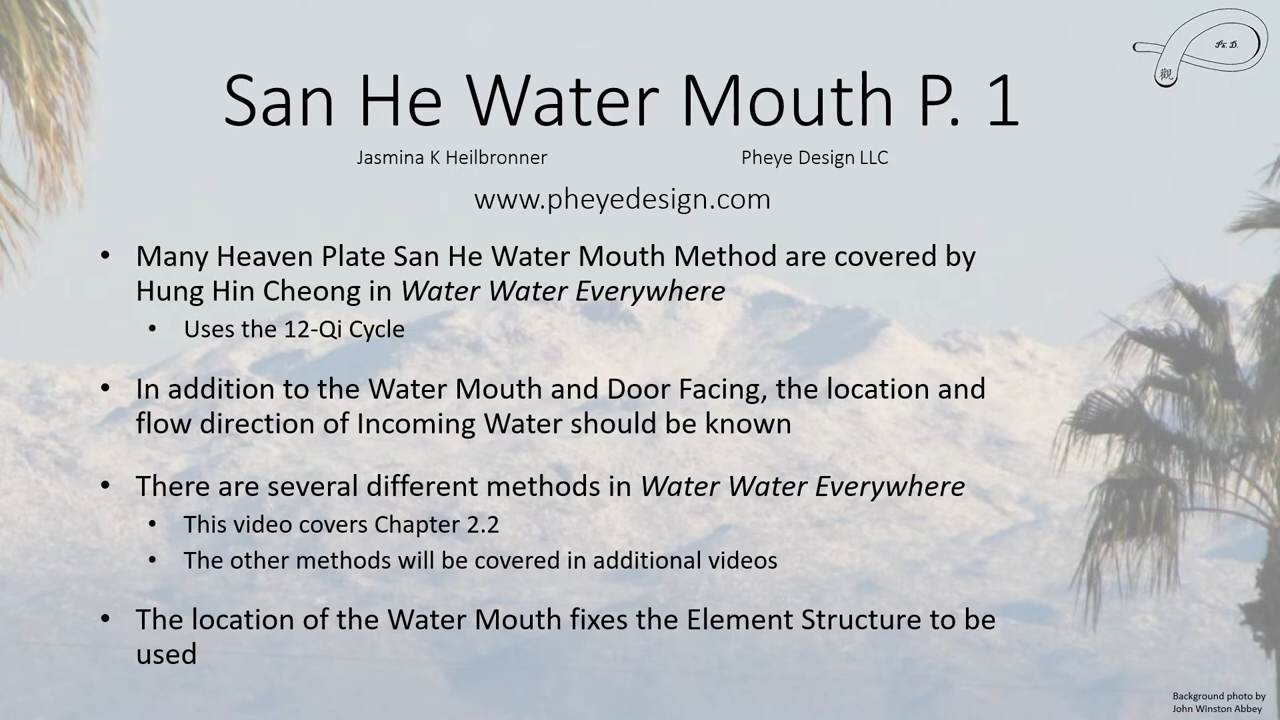 Ph. D.
觀
San He Water Mouth P. 1
Jasmina K Heilbronner Pheye Design LLC
www.pheyedesign.com
• Many Heaven Plate San He Water Mouth Method are covered by
Hung Hin Cheong in Water Water Everywhere
• Uses the 12-Qi Cycle
• In addition to the Water Mouth and Door Facing, the location and
flow direction of Incoming Water should be known
• There are several different methods in Water Water Everywhere
• This video covers Chapter 2.2
• The other methods will be covered in additional videos
• The location of the Water Mouth fixes the Element Structure to be
used
Background photo by
John Winston Abbey